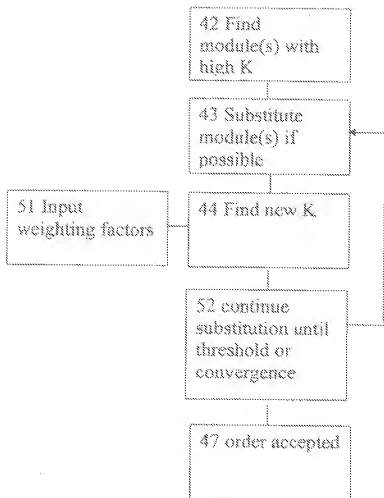 42 Find
module(s) with
high K
43 Substitute
module(s) if
possible
51 Input
weighting factors
44 Find new K
52 continue
substitution until
threshold or
convergence
47 order accepted